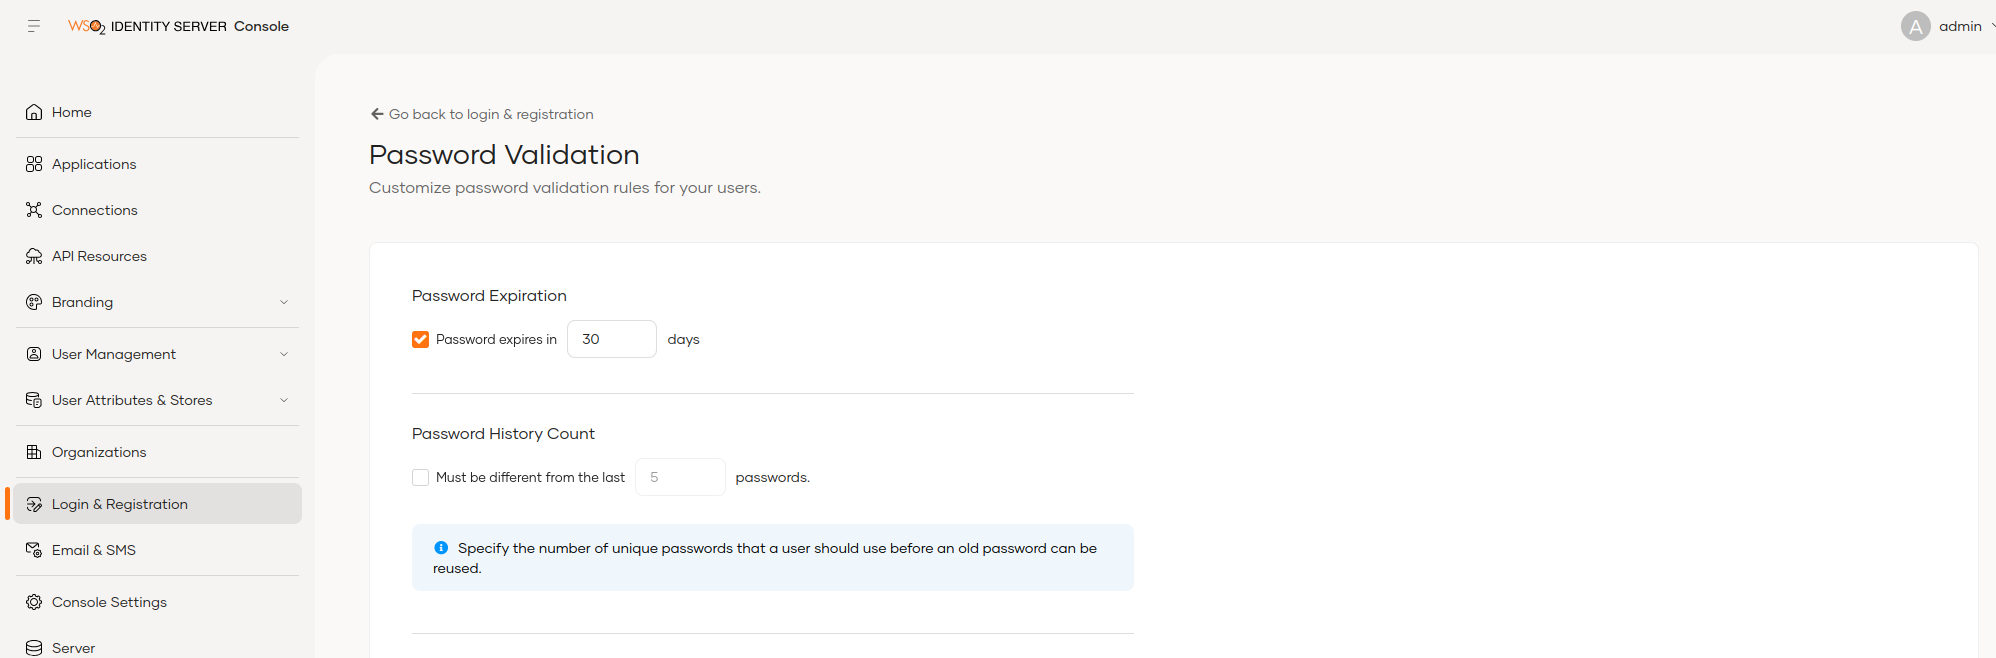 WSO2 IDENTITY SERVER Console
A admin
Home
Applications
Connections
API Resources
Branding
User Management
User Attributes & Stores
Organizations
Login & Registration
Email & SMS
Console Settings
Server
Go back to login & registration
Password Validation
Customize password validation rules for your users.
Password Expiration
Password expires in 30 days
Password History Count
Must be different from the last 5 passwords.
Specify the number of unique passwords that a user should use before an old password can be
reused.